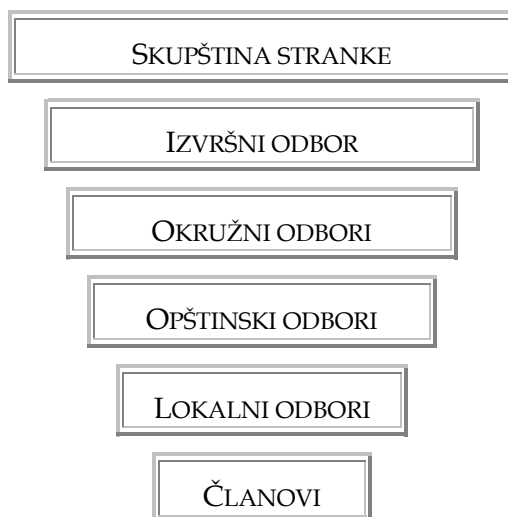 SKUPŠTINA STRANKE
IZVRŠNI ODBOR
OKRUŽNI ODBORI
OPŠTINSKI ODBORI
LOKALNI ODBORI
ČLANOVI